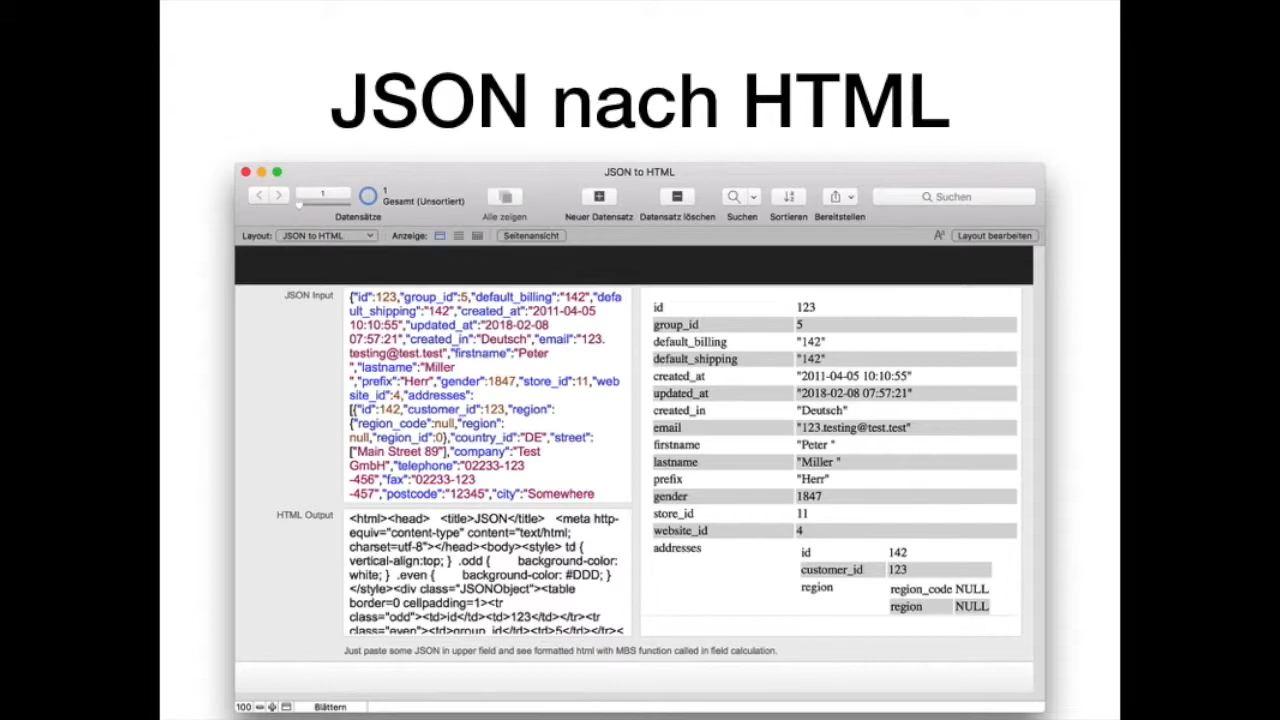 JSON nach HTML
JSON to HTML
1
1
Gesamt (Unsortiert)
Suchen
Datensätze
Alle zeigen
Neuer Datensatz
Datensatz löschen
Suchen
Sortieren
Bereitstellen
Layout:
JSON to HTML
Anzeige:
Seitenansicht
Layout bearbeiten
JSON Input
{"id":123,"group_id":5,"default_billing":"142","defa
ult_shipping":"142","created_at":"2011-04-05
10:10:55","updated_at":"2018-02-08
07:57:21","created_in":"Deutsch","email":"123.
testing@test.test","firstname":"Peter
","lastname":"Miller
","prefix":"Herr","gender":1847,"store_id":11,"web
site_id":4,"addresses":
[{"id":142,"customer_id":123,"region":
{"region_code":null,"region":
null,"region_id":0},"country_id":"DE","street":
["Main Street 89"],"company":"Test
GmbH","telephone":"02233-123
-456","fax":"02233-123
-457","postcode":"12345","city":"Somewhere
HTML Output
<html><head>   <title>JSON</title>   <meta http-
equiv="content-type" content="text/html;
charset=utf-8"></head><body><style> td {
vertical-align:top; }  .odd {       background-color:
white; }  .even {       background-color: #DDD; }
</style><div class="JSONObject"><table
border=0 cellpadding=1><tr
class="odd"><td>id</td><td>123</td></tr><tr
class="even"><td>group_id</td><td>5</td></tr><
id 123
group_id 5
default_billing "142"
default_shipping "142"
created_at "2011-04-05 10:10:55"
updated_at "2018-02-08 07:57:21"
created_in "Deutsch"
email "123.testing@test.test"
firstname "Peter "
lastname "Miller "
prefix "Herr"
gender 1847
store_id 11
website_id 4
addresses id 142
customer_id 123
region region_code NULL
region NULL
Just paste some JSON in upper field and see formatted html with MBS function called in field calculation.
100
Blättern